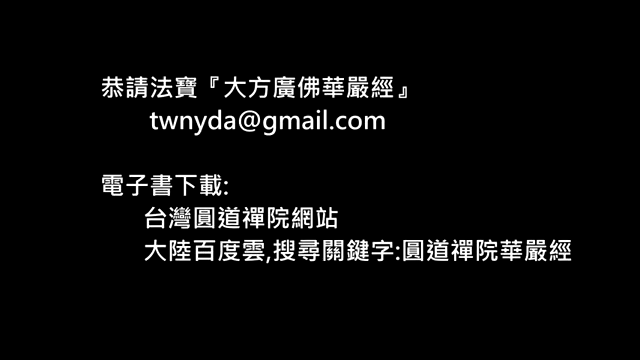 恭請法寶『大方廣佛華嚴經』
twnyda@gmail.com
電子書下載:
台灣圓道禪院網站
大陸百度雲,搜尋關鍵字:圓道禪院華嚴經